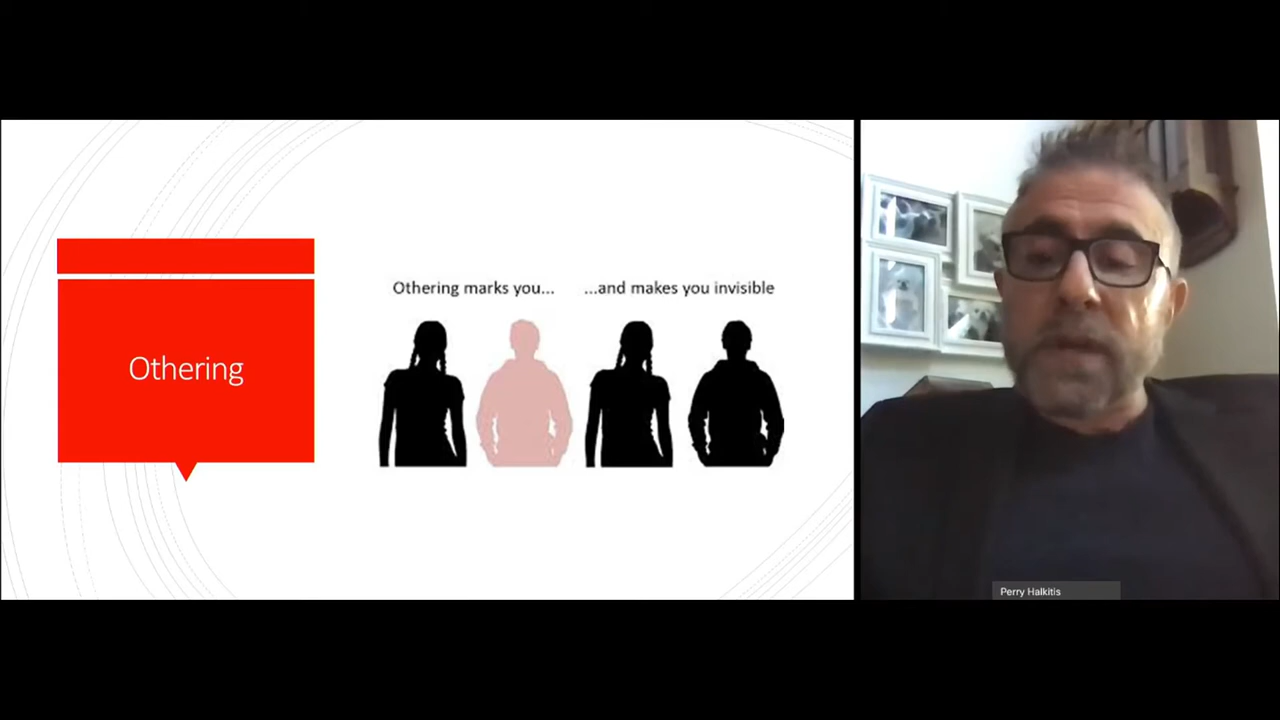 Othering
Othering marks you... ...and makes you invisible
Perry Halkitis